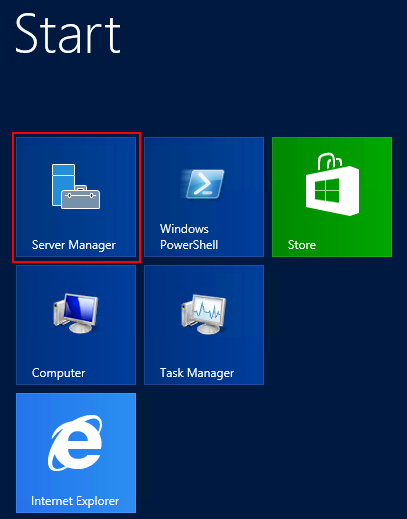 Start
Server Manager
Windows
PowerShell
Store
Computer
Task Manager
Internet Explorer